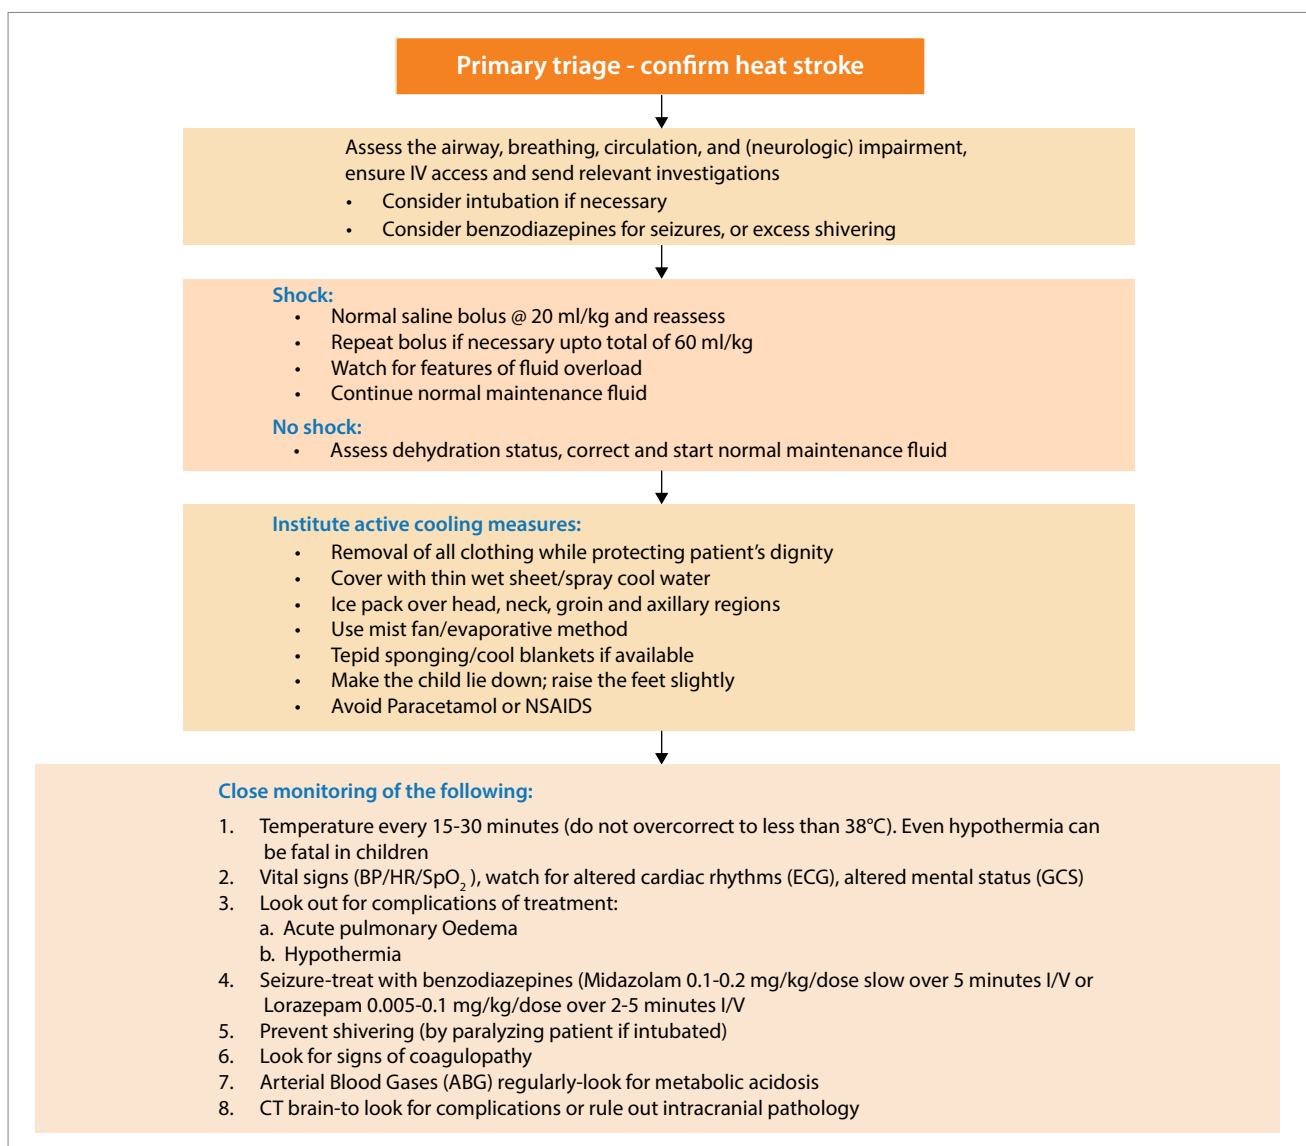 Primary triage - confirm heat stroke
Assess the airway, breathing, circulation, and (neurologic) impairment,
ensure IV access and send relevant investigations
• Consider intubation if necessary
• Consider benzodiazepines for seizures, or excess shivering
Shock:
• Normal saline bolus @ 20 ml/kg and reassess
• Repeat bolus if necessary upto total of 60 ml/kg
• Watch for features of fluid overload
• Continue normal maintenance fluid
No shock:
• Assess dehydration status, correct and start normal maintenance fluid
Institute active cooling measures:
• Removal of all clothing while protecting patient's dignity
• Cover with thin wet sheet/spray cool water
• Ice pack over head, neck, groin and axillary regions
• Use mist fan/evaporative method
• Tepid sponging/cool blankets if available
• Make the child lie down; raise the feet slightly
• Avoid Paracetamol or NSAIDS
Close monitoring of the following:
1. Temperature every 15-30 minutes (do not overcorrect to less than 38°C). Even hypothermia can
be fatal in children
2. Vital signs (BP/HR/SpO₂ ), watch for altered cardiac rhythms (ECG), altered mental status (GCS)
3. Look out for complications of treatment:
a. Acute pulmonary Oedema
b. Hypothermia
4. Seizure-treat with benzodiazepines (Midazolam 0.1-0.2 mg/kg/dose slow over 5 minutes I/V or
Lorazepam 0.005-0.1 mg/kg/dose over 2-5 minutes I/V
5. Prevent shivering (by paralyzing patient if intubated)
6. Look for signs of coagulopathy
7. Arterial Blood Gases (ABG) regularly-look for metabolic acidosis
8. CT brain-to look for complications or rule out intracranial pathology